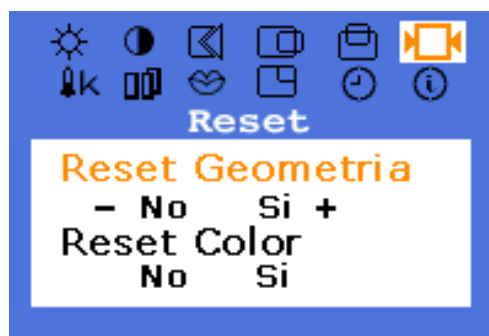 k
Reset
Reset Geometria
- No Si +
Reset Color
No Si